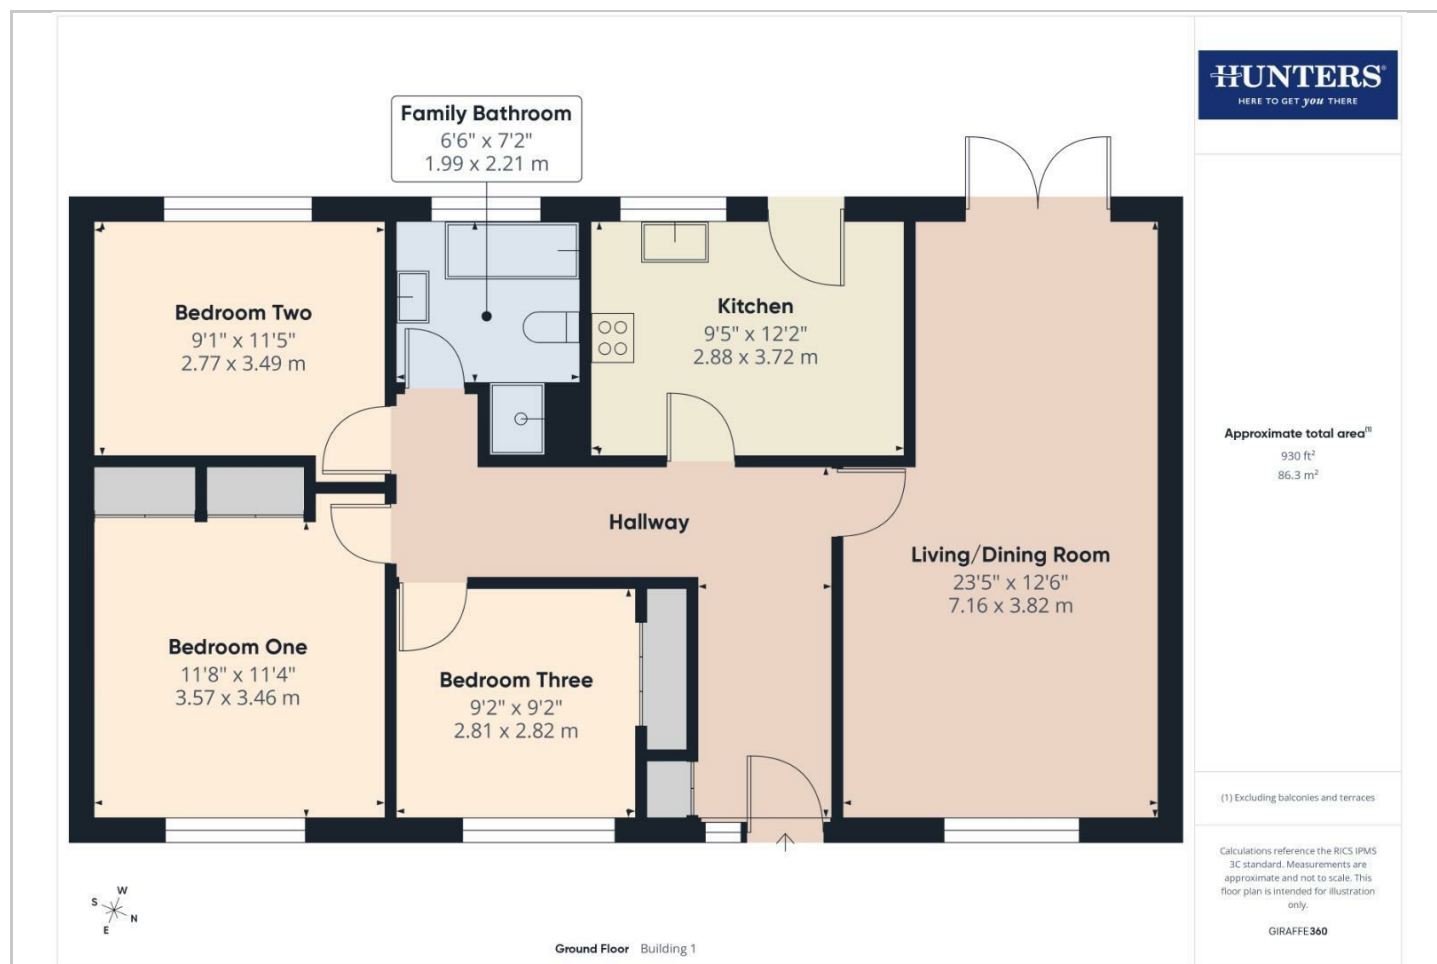 HUNTERS®
HERE TO GET you THERE
Family Bathroom
6'6" x 7'2"
1.99 x 2.21 m
Bedroom Two
9'1" x 11'5"
2.77 x 3.49 m
Kitchen
9'5" x 12'2"
2.88 x 3.72 m
Hallway
Living/Dining Room
23'5" x 12'6"
7.16 x 3.82 m
Bedroom One
11'8" x 11'4"
3.57 x 3.46 m
Bedroom Three
9'2" x 9'2"
2.81 x 2.82 m
Approximate total area(1)
930 ft²
86.3 m²
(1) Excluding balconies and terraces
Calculations reference the RICS IPMS
3C standard. Measurements are
approximate and not to scale. This
floor plan is intended for illustration
only.
GIRAFFE360
W
S
N
E
Ground Floor Building 1